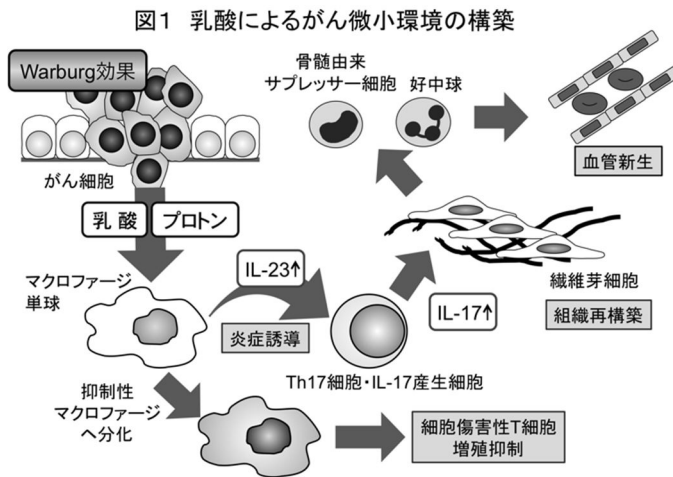 図1 乳酸によるがん微小環境の構築
Warburg効果
がん細胞
乳酸
プロトン
マクロファージ
単球
IL-23↑
炎症誘導
Th17細胞・IL-17産生細胞
IL-17↑
繊維芽細胞
組織再構築
骨髄由来
サプレッサー細胞
好中球
血管新生
抑制性
マクロファージ
へ分化
細胞傷害性T細胞
増殖抑制